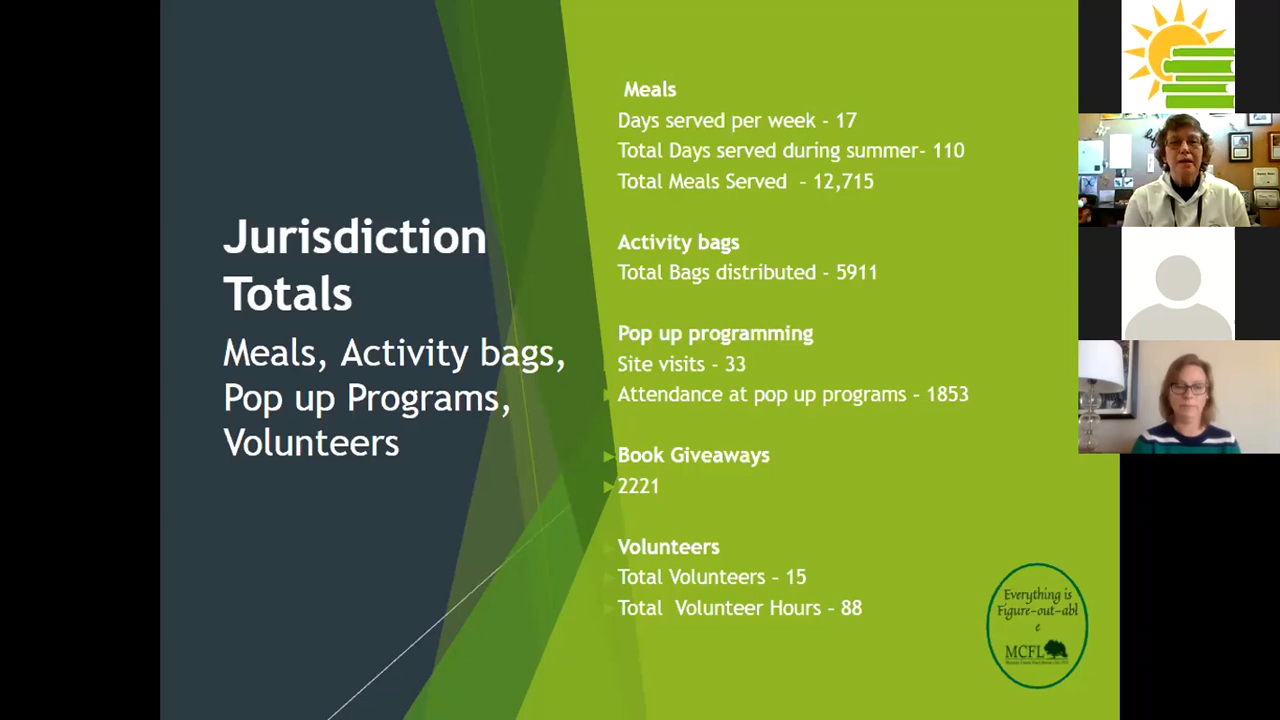 Jurisdiction
Totals
Meals, Activity bags,
Pop up Programs,
Volunteers
Meals
Days served per week - 17
Total Days served during summer- 110
Total Meals Served – 12,715
Activity bags
Total Bags distributed - 5911
Pop up programming
Site visits - 33
Attendance at pop up programs – 1853
Book Giveaways
2221
Volunteers
Total Volunteers – 15
Total Volunteer Hours – 88
Everything is
Figure-out-abl
e
MCFL